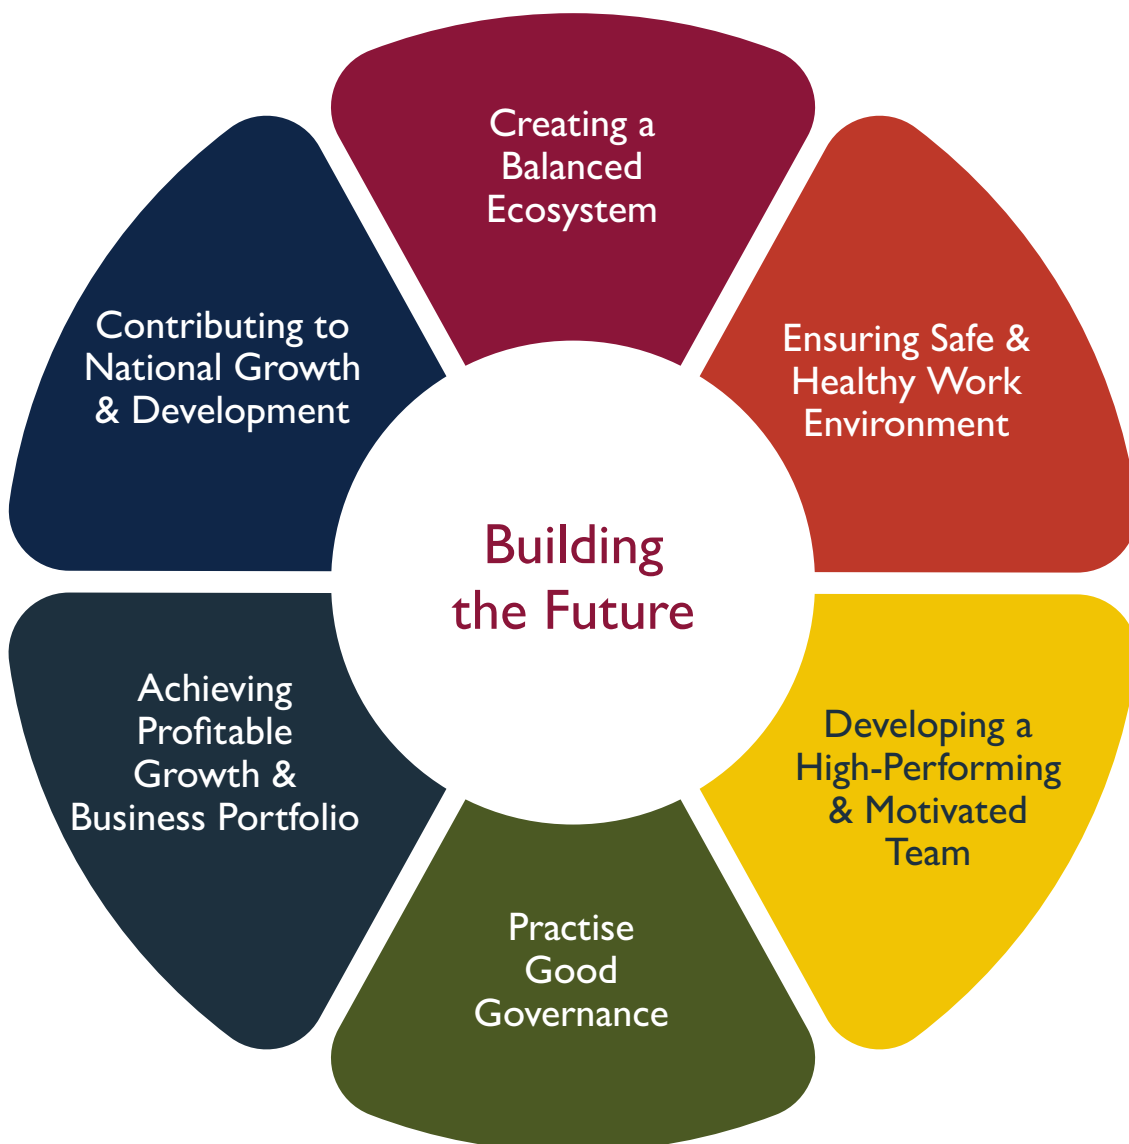 Creating a
Balanced
Ecosystem
Ensuring Safe &
Healthy Work
Environment
Developing a
High-Performing
& Motivated
Team
Practise
Good
Governance
Achieving
Profitable
Growth &
Business Portfolio
Contributing to
National Growth
& Development
Building
the Future